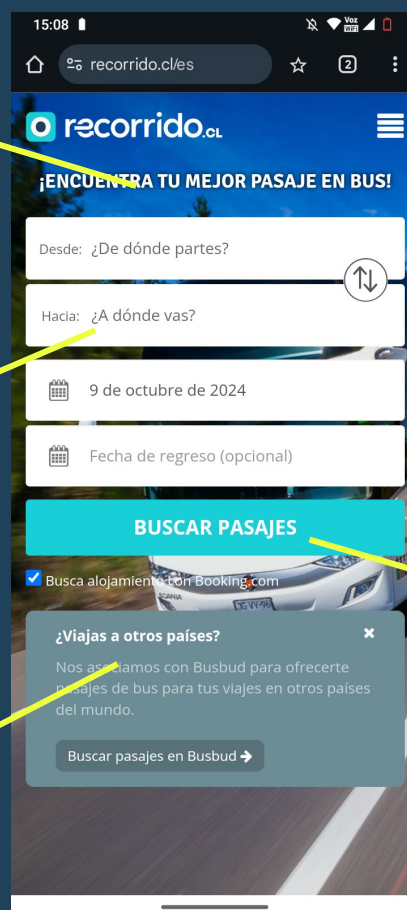 15:08
Voz
WiFi
recorrido.cl/es
2
recorrido.CL
¡ENCUENTRA TU MEJOR PASAJE EN BUS!
Desde: ¿De dónde partes?
Hacia: ¿A dónde vas?
9 de octubre de 2024
Fecha de regreso (opcional)
BUSCAR PASAJES
Busca alojamiento con Booking.com
SCANIA
¿Viajas a otros países?
Nos asociamos con Busbud para ofrecerte
pasajes de bus para tus viajes en otros países
del mundo.
Buscar pasajes en Busbud